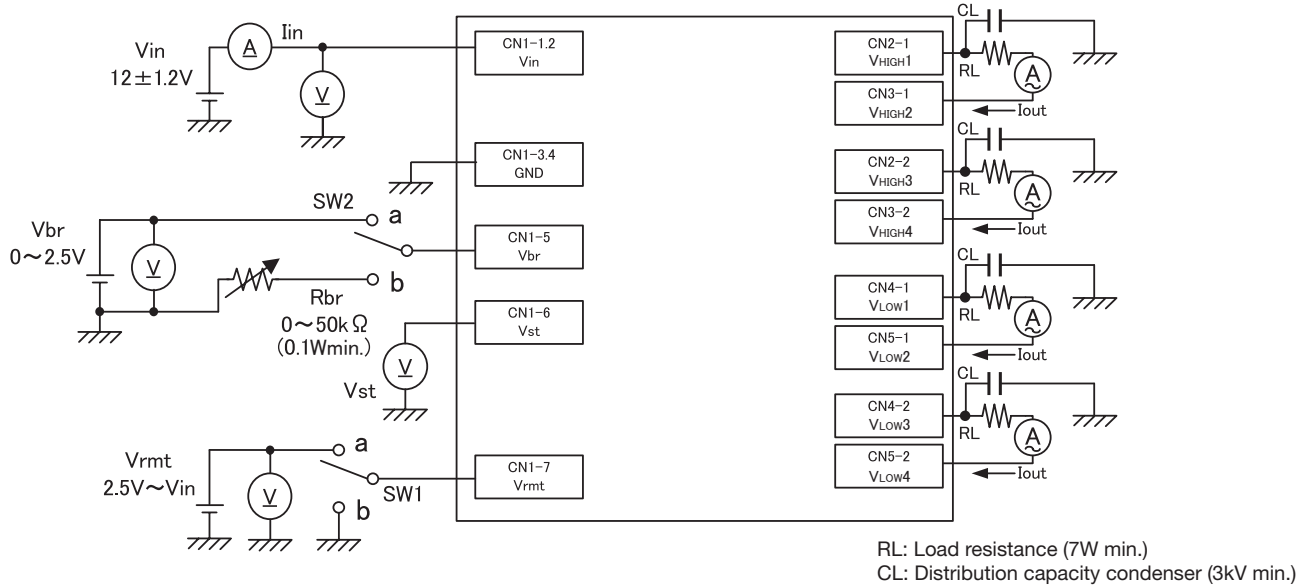 Vin
12±1.2V
A
Iin
V
CN1-1.2
Vin
CN1-3.4
GND
SW2
a
b
Vbr
0~2.5V
V
Rbr
0~50kΩ
(0.1Wmin.)
CN1-5
Vbr
CN1-6
Vst
V
Vst
Vrmt
2.5V~Vin
V
a
b
SW1
CN1-7
Vrmt
CN2-1
VHIGH1
CL
RL
A
CN3-1
VHIGH2
Iout
CN2-2
VHIGH3
CL
RL
A
CN3-2
VHIGH4
Iout
CN4-1
VLOW1
CL
RL
A
CN5-1
VLOW2
Iout
CN4-2
VLOW3
CL
RL
A
CN5-2
VLOW4
Iout
RL: Load resistance (7W min.)
CL: Distribution capacity condenser (3kV min.)